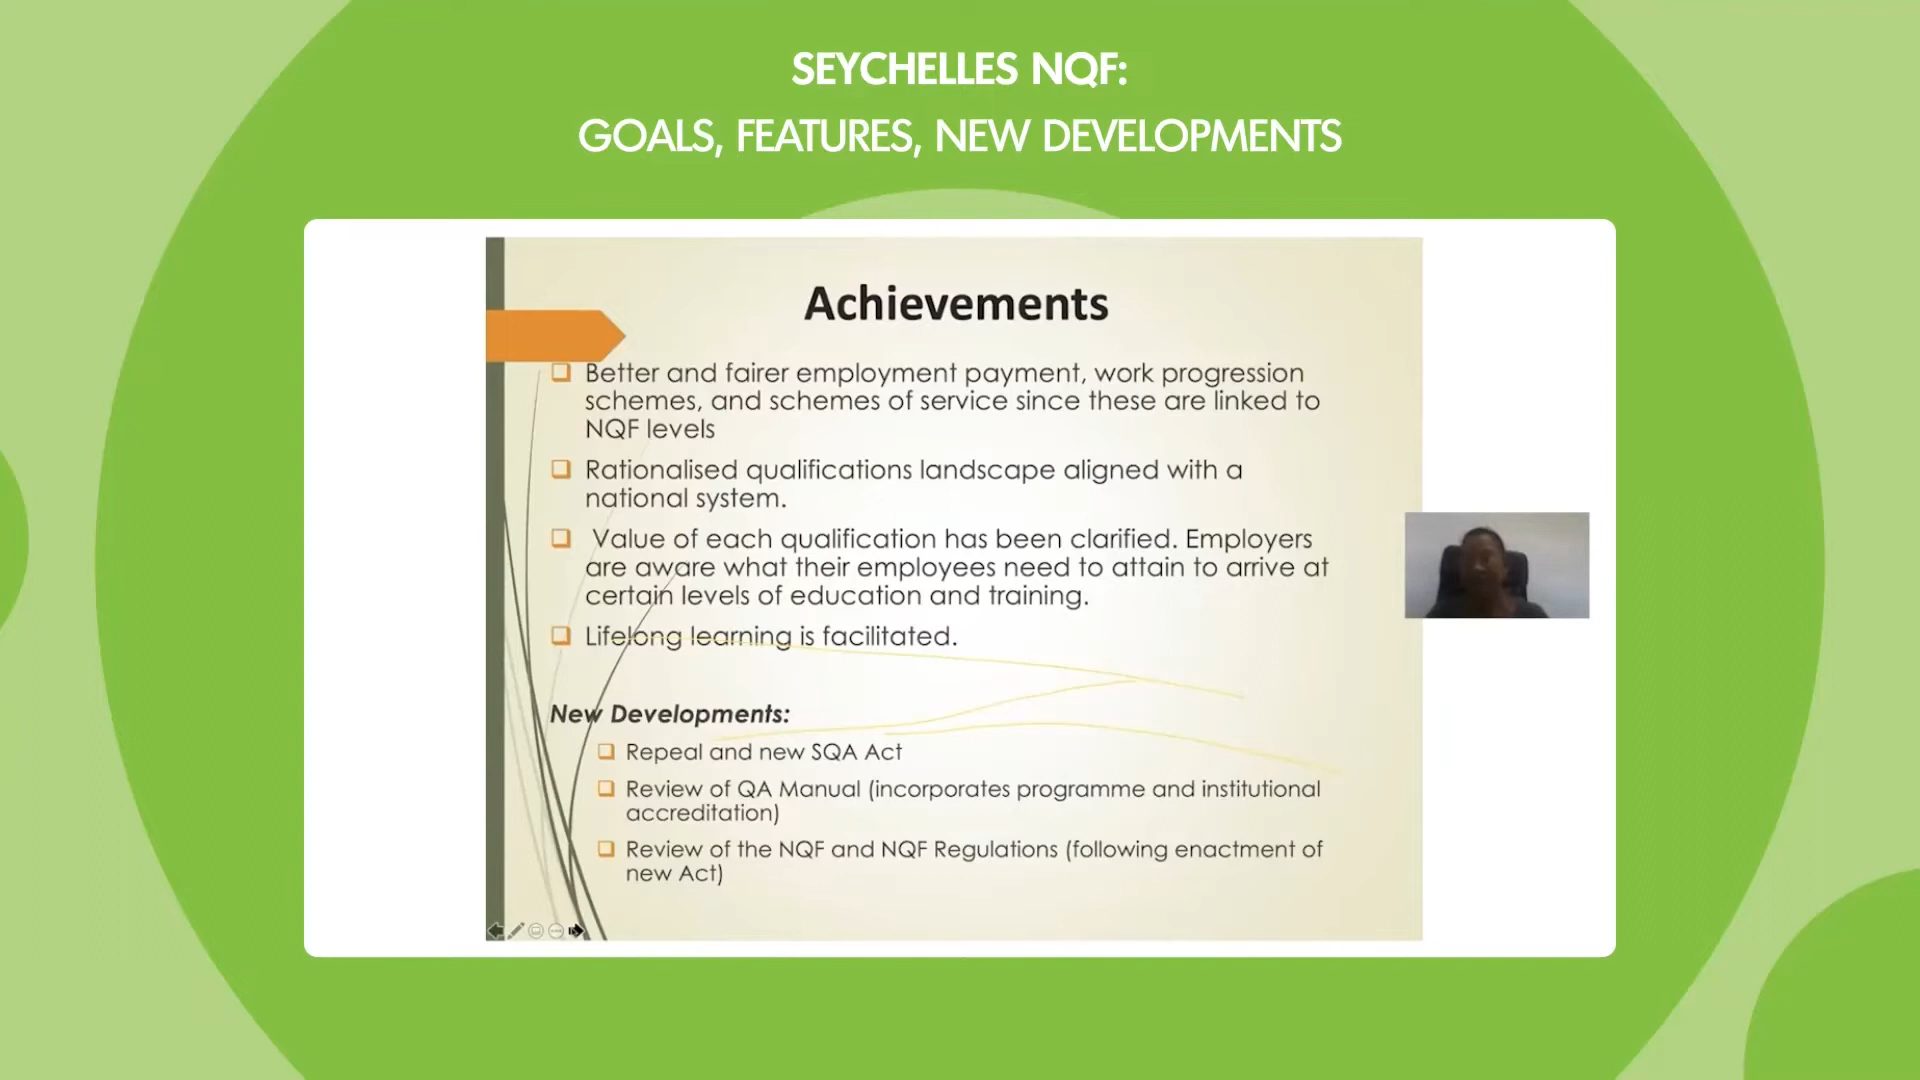 SEYCHELLES NQF:
GOALS, FEATURES, NEW DEVELOPMENTS
Achievements
Better and fairer employment payment, work progression
schemes, and schemes of service since these are linked to
NQF levels
Rationalised qualifications landscape aligned with a
national system.
Value of each qualification has been clarified. Employers
are aware what their employees need to attain to arrive at
certain levels of education and training.
Lifelong learning is facilitated.
New Developments:
Repeal and new SQA Act
Review of QA Manual (incorporates programme and institutional
accreditation)
Review of the NQF and NQF Regulations (following enactment of
new Act)